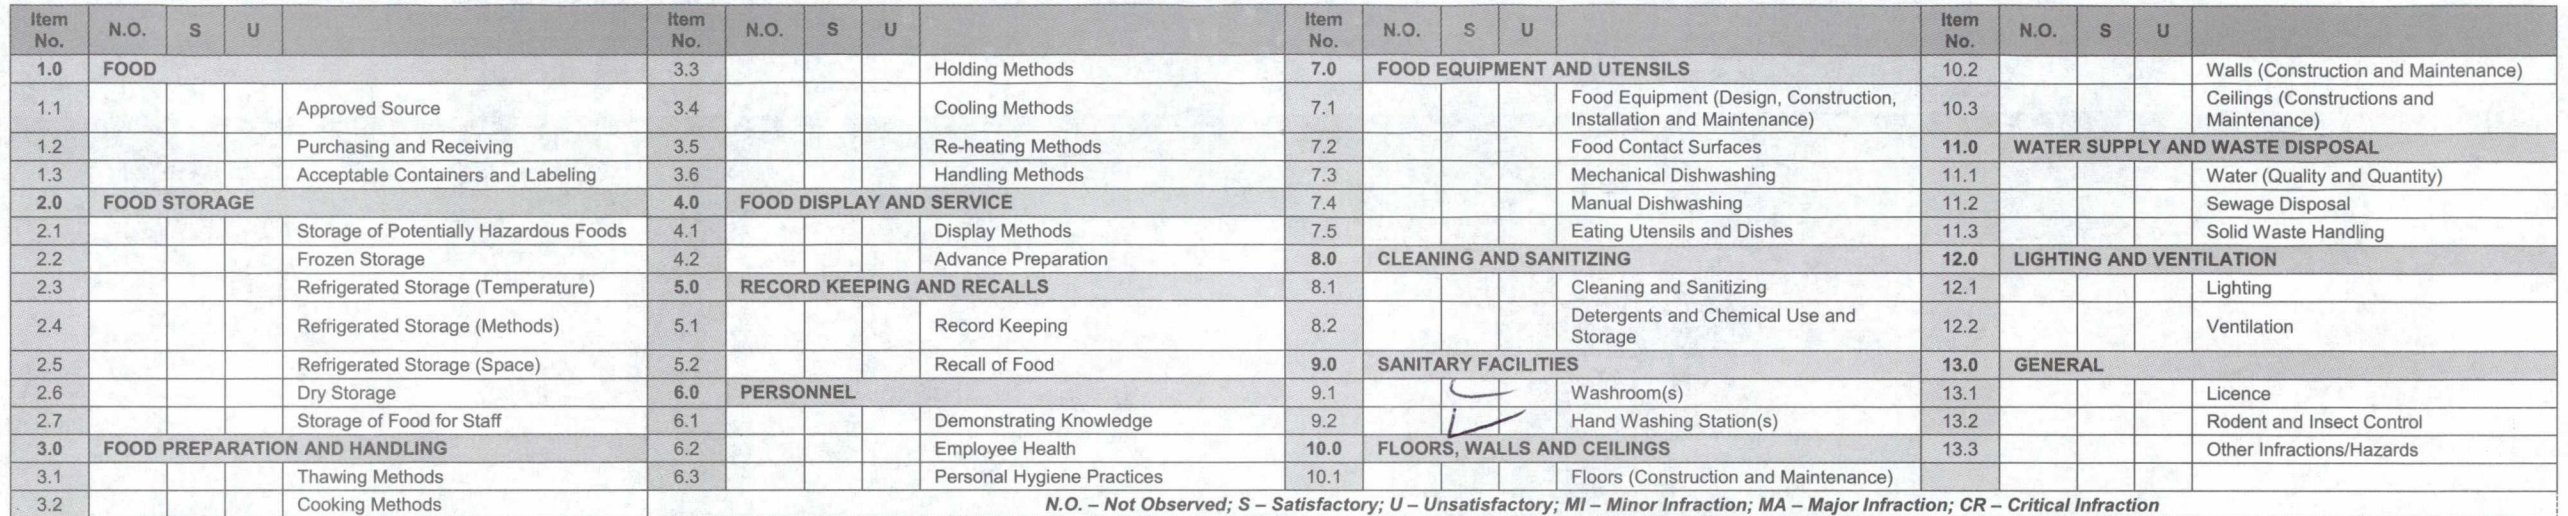 Item No. N.O. S U Item No. N.O. S U Item No. N.O. S U Item No. N.O. S U
1.0 FOOD 3.3 Holding Methods 7.0 FOOD EQUIPMENT AND UTENSILS 10.2 Walls (Construction and Maintenance)
1.1 Approved Source 3.4 Cooling Methods 7.1 Food Equipment (Design, Construction, Installation and Maintenance) 10.3 Ceilings (Constructions and Maintenance)
1.2 Purchasing and Receiving 3.5 Re-heating Methods 7.2 Food Contact Surfaces 11.0 WATER SUPPLY AND WASTE DISPOSAL
1.3 Acceptable Containers and Labeling 3.6 Handling Methods 7.3 Mechanical Dishwashing 11.1 Water (Quality and Quantity)
2.0 FOOD STORAGE 4.0 FOOD DISPLAY AND SERVICE 7.4 Manual Dishwashing 11.2 Sewage Disposal
2.1 Storage of Potentially Hazardous Foods 4.1 Display Methods 7.5 Eating Utensils and Dishes 11.3 Solid Waste Handling
2.2 Frozen Storage 4.2 Advance Preparation 8.0 CLEANING AND SANITIZING 12.0 LIGHTING AND VENTILATION
2.3 Refrigerated Storage (Temperature) 5.0 RECORD KEEPING AND RECALLS 8.1 Cleaning and Sanitizing 12.1 Lighting
2.4 Refrigerated Storage (Methods) 5.1 Record Keeping 8.2 Detergents and Chemical Use and Storage 12.2 Ventilation
2.5 Refrigerated Storage (Space) 5.2 Recall of Food 9.0 SANITARY FACILITIES 13.0 GENERAL
2.6 Dry Storage 6.0 PERSONNEL 9.1 Washroom(s) 13.1 Licence
2.7 Storage of Food for Staff 6.1 Demonstrating Knowledge 9.2 Hand Washing Station(s) 13.2 Rodent and Insect Control
3.0 FOOD PREPARATION AND HANDLING 6.2 Employee Health 10.0 FLOORS, WALLS AND CEILINGS 13.3 Other Infractions/Hazards
3.1 Thawing Methods 6.3 Personal Hygiene Practices 10.1 Floors (Construction and Maintenance)
3.2 Cooking Methods N.O. – Not Observed; S – Satisfactory; U – Unsatisfactory; MI – Minor Infraction; MA – Major Infraction; CR – Critical Infraction